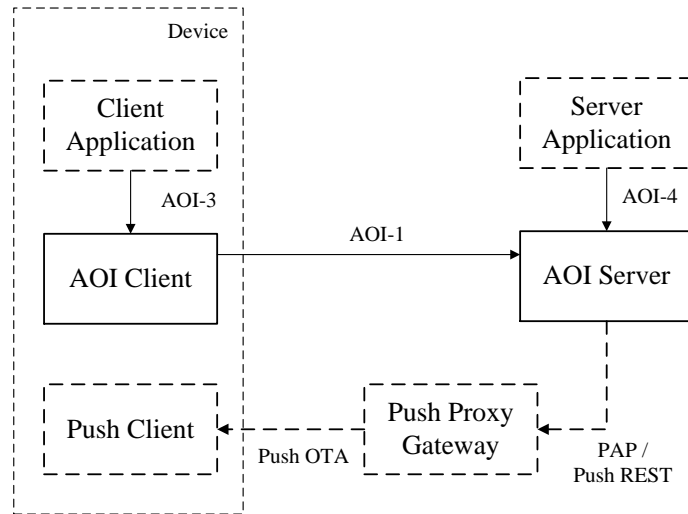 Device
Client
Application
Server
Application
AOI-3
AOI-4
AOI-1
AOI Client
AOI Server
Push Client
Push Proxy
Gateway
Push OTA
PAP /
Push REST